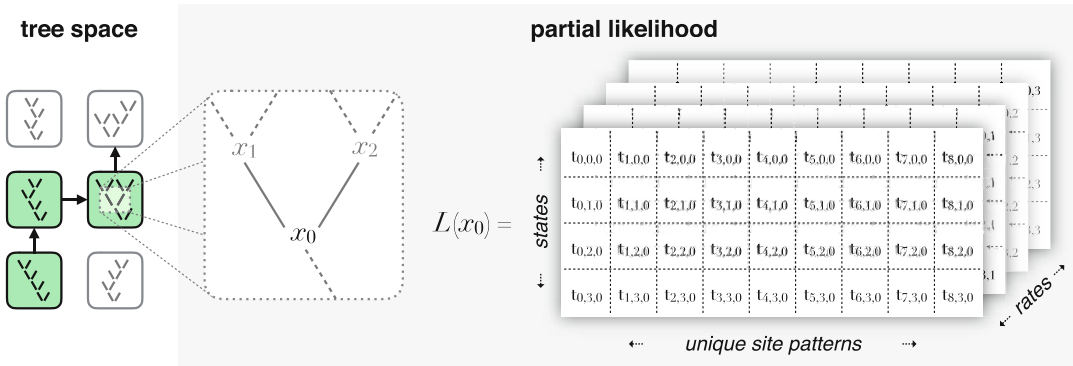 tree space
partial likelihood
x1 x2
x0
L(x0) =
states
t0,0,0 t1,0,0 t2,0,0 t3,0,0 t4,0,0 t5,0,0 t6,0,0 t7,0,0 t8,0,0
t0,1,0 t1,1,0 t2,1,0 t3,1,0 t4,1,0 t5,1,0 t6,1,0 t7,1,0 t8,1,0
t0,2,0 t1,2,0 t2,2,0 t3,2,0 t4,2,0 t5,2,0 t6,2,0 t7,2,0 t8,2,0
t0,3,0 t1,3,0 t2,3,0 t3,3,0 t4,3,0 t5,3,0 t6,3,0 t7,3,0 t8,3,0
rates
unique site patterns